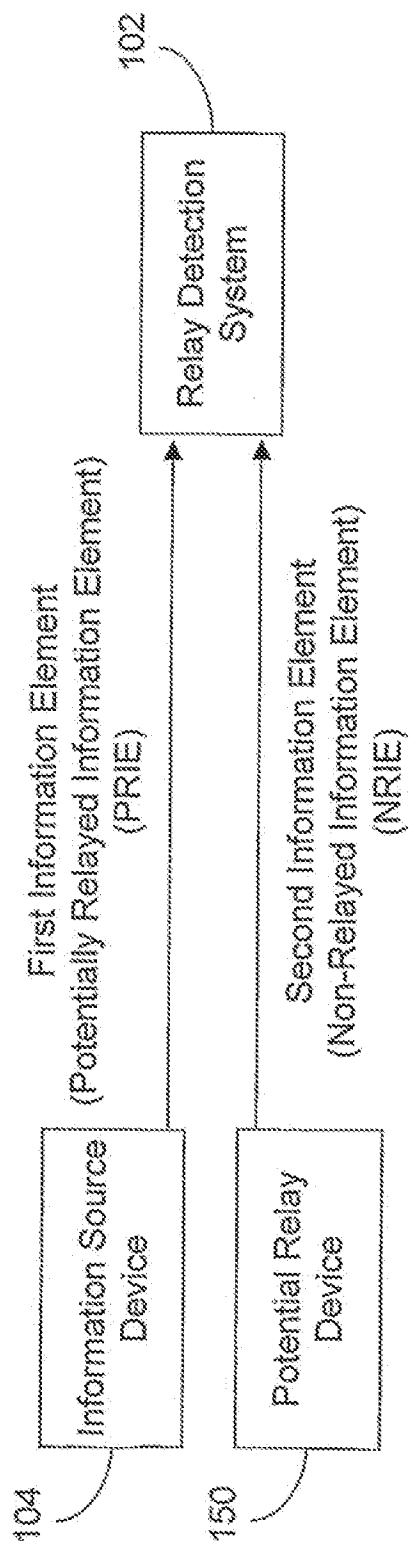 104
Information Source
Device
First Information Element
(Potentially Relayed Information Element)
(PRIE)
102
Relay Detection
System
150
Potential Relay
Device
Second Information Element
(Non-Relayed Information Element)
(NRIE)